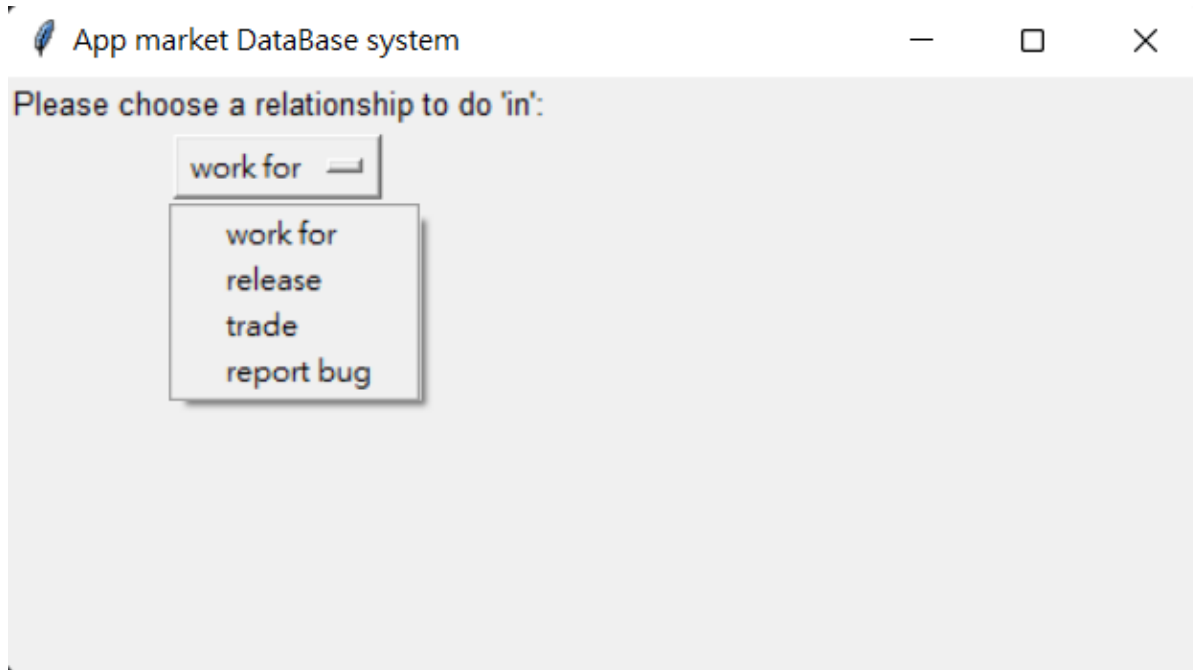 App market DataBase system
Please choose a relationship to do 'in':
work for
work for
release
trade
report bug